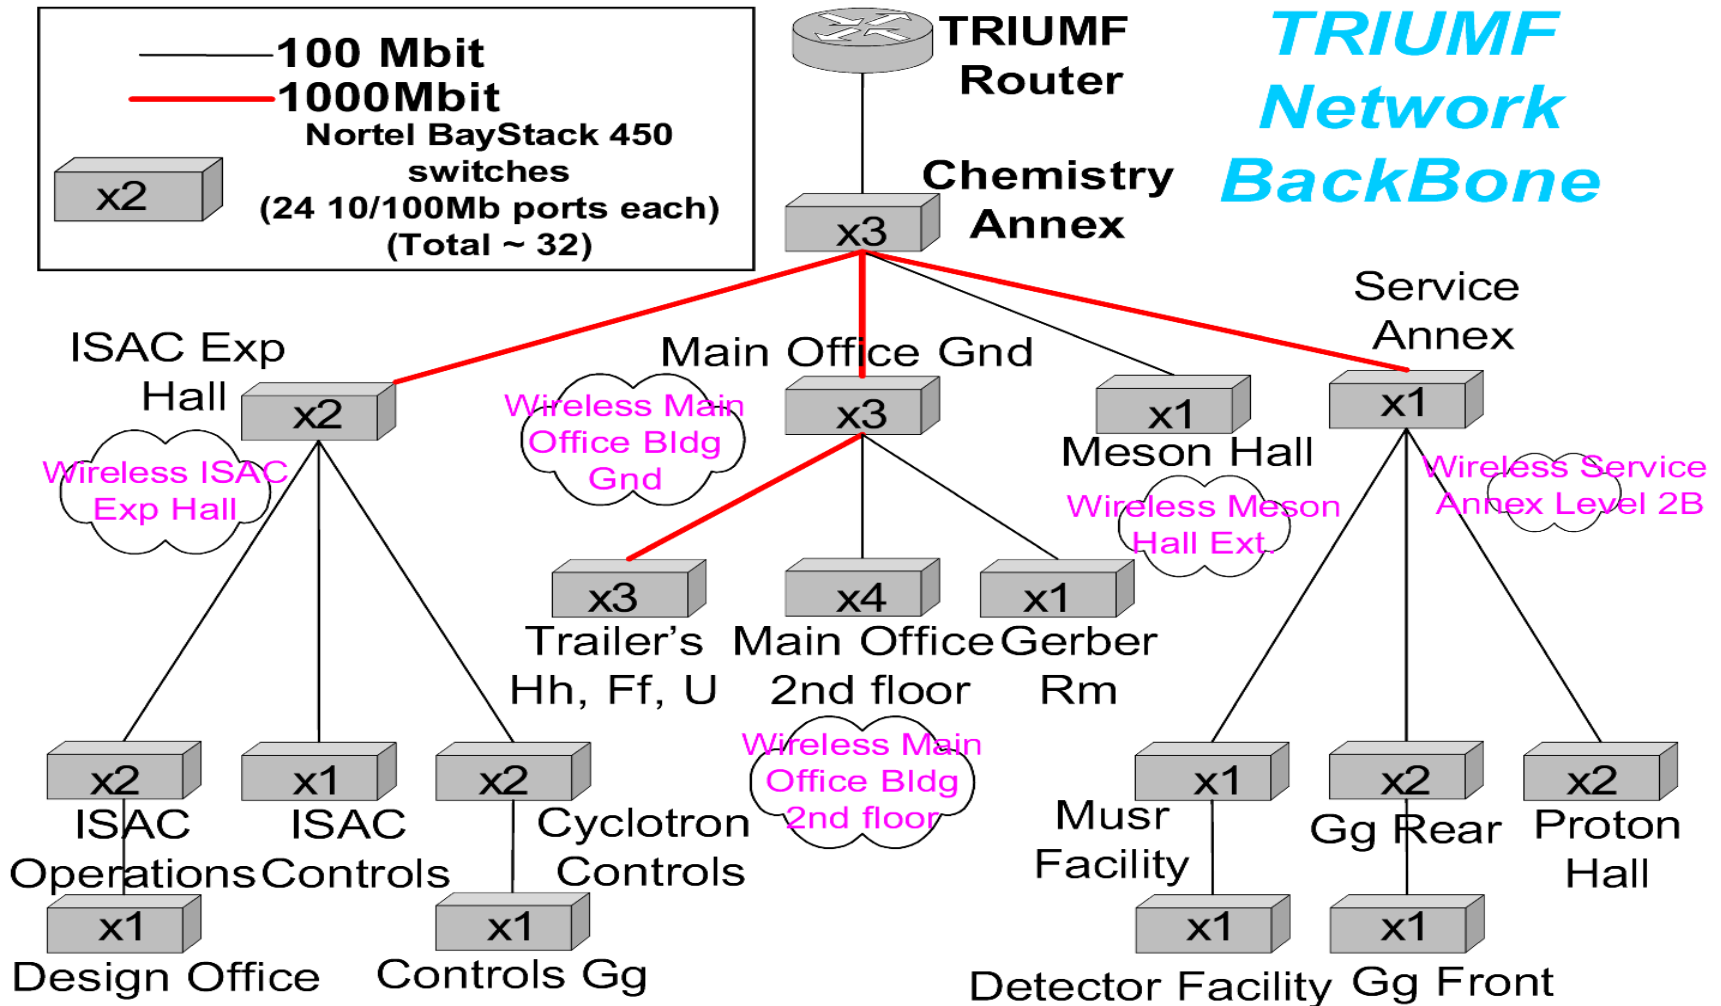 100 Mbit
1000Mbit
Nortel BayStack 450
switches
(24 10/100Mb ports each)
(Total ~ 32)
x2
TRIUMF
Router
TRIUMF
Network
BackBone
Chemistry
Annex
x3
Service
Annex
x1
ISAC Exp
Hall
x2
Main Office Gnd
x3
x1
Meson Hall
Wireless ISAC
Exp Hall
Wireless Main
Office Bldg
Gnd
Wireless Meson
Hall Ext.
Wireless Service
Annex Level 2B
x3
Trailer's
Hh, Ff, U
x4
Main Office
2nd floor
x1
Gerber
Rm
Wireless Main
Office Bldg
2nd floor
x2
ISAC
Operations
x1
ISAC
Controls
x2
Cyclotron
Controls
x1
Musr
Facility
x2
Gg Rear
x2
Proton
Hall
x1
Design Office
x1
Controls Gg
x1
Detector Facility
x1
Gg Front